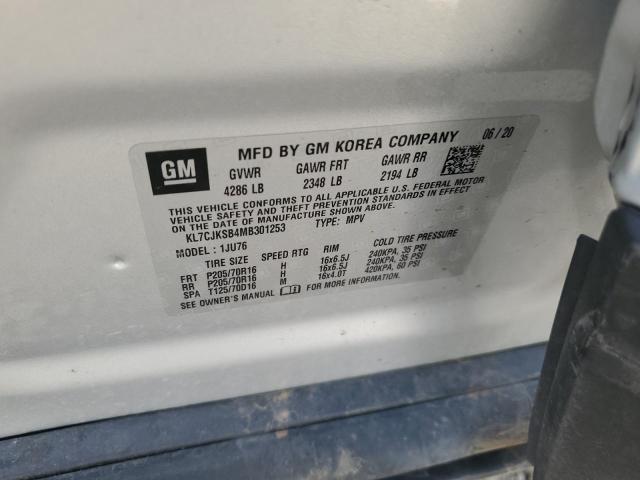 GM
MFD BY GM KOREA COMPANY 06/20
GVWR GAWR FRT GAWR RR
4286 LB 2348 LB 2194 LB
THIS VEHICLE CONFORMS TO ALL APPLICABLE U.S. FEDERAL MOTOR
VEHICLE SAFETY AND THEFT PREVENTION STANDARDS IN EFFECT
ON THE DATE OF MANUFACTURE SHOWN ABOVE.
KL7CJKSB4MB301253 TYPE: MPV
MODEL: 1JU76
TIRE SIZE SPEED RTG RIM COLD TIRE PRESSURE
FRT P205/70R16 H 16x6.5J 240KPA, 35 PSI
RR P205/70R16 H 16x6.5J 240KPA, 35 PSI
SPA T125/70D16 M 16x4.0T 420KPA, 60 PSI
SEE OWNER'S MANUAL FOR MORE INFORMATION.